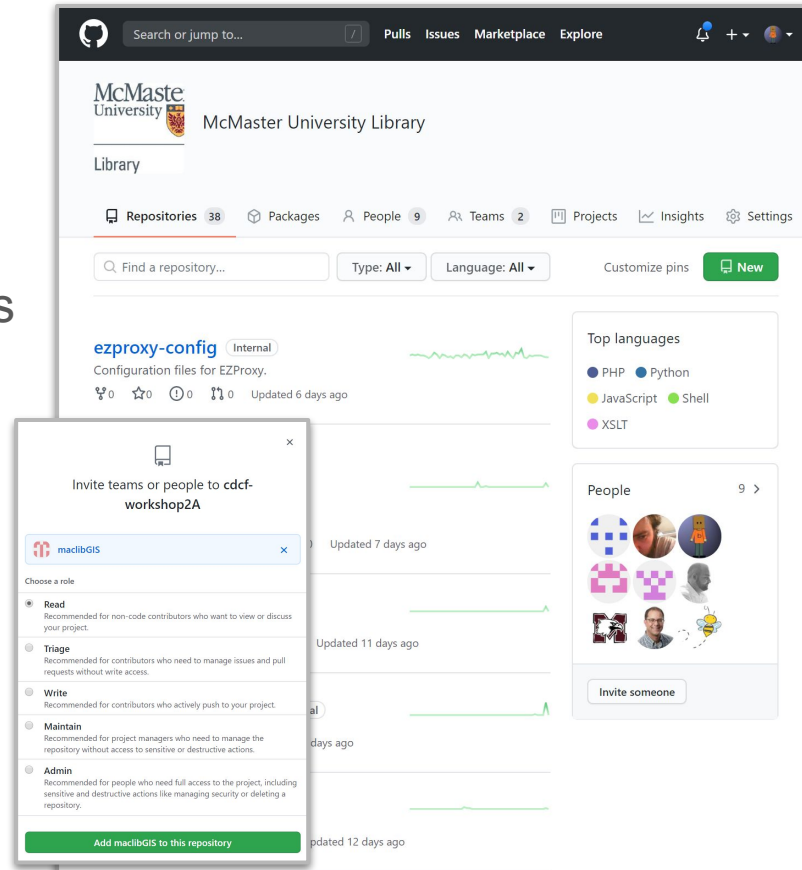 Search or jump to... / Pulls Issues Marketplace Explore
McMaste
University
Library
McMaster University Library
Repositories 38 Packages People 9 Teams 2 Projects Insights Settings
Find a repository... Type: All Language: All Customize pins New
s
ezproxy-config Internal
Configuration files for EZProxy.
0 0 0 0 Updated 6 days ago
Top languages
PHP Python
JavaScript Shell
XSLT
Updated 7 days ago
Updated 11 days ago
al
days ago
pdated 12 days ago
People 9
Invite someone
Invite teams or people to cdcf-
workshop2A
maclibGIS
Choose a role
Read
Recommended for non-code contributors who want to view or discuss
your project.
Triage
Recommended for contributors who need to manage issues and pull
requests without write access.
Write
Recommended for contributors who actively push to your project.
Maintain
Recommended for project managers who need to manage the
repository without access to sensitive or destructive actions.
Admin
Recommended for people who need full access to the project, including
sensitive and destructive actions like managing security or deleting a
repository.
Add maclibGIS to this repository